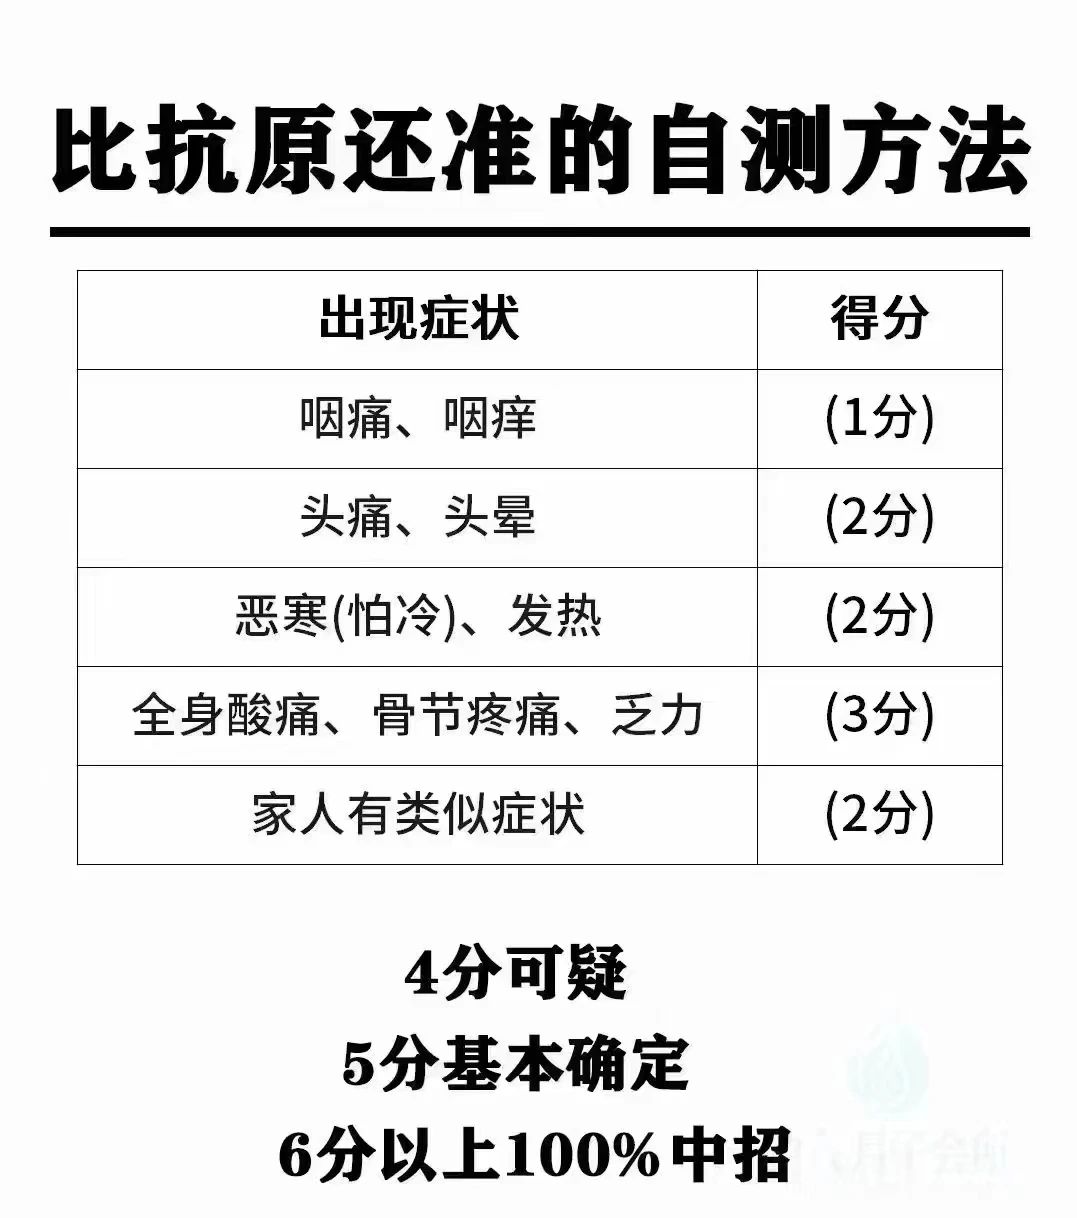 比抗原还准的自测方法
出现症状 得分
咽痛、咽痒 (1分)
头痛、头晕 (2分)
恶寒(怕冷)、发热 (2分)
全身酸痛、骨节疼痛、乏力 (3分)
家人有类似症状 (2分)
4分可疑
5分基本确定
6分以上100%中招